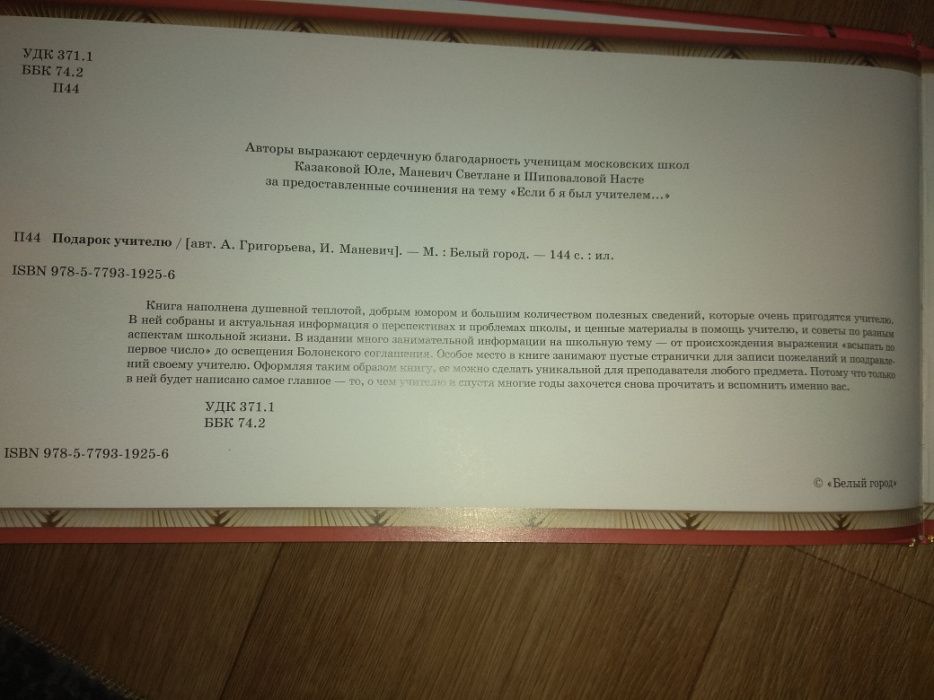 УДК 371.1
ББК 74.2
П44
Авторы выражают сердечную благодарность ученицам московских школ
Казаковой Юле, Маневич Светлане и Шиповаловой Насте
за предоставленные сочинения на тему «Если б я был учителем...»
П44 Подарок учителю / [авт. А. Григорьева, И. Маневич]. — М. : Белый город. — 144 с. : ил.
ISBN 978-5-7793-1925-6
Книга наполнена душевной теплотой, добрым юмором и большим количеством полезных сведений, которые очень пригодятся учителю.
В ней собраны и актуальная информация о перспективах и проблемах школы, и ценные материалы в помощь учителю, и советы по разным
аспектам школьной жизни. В издании много занимательной информации на школьную тему — от происхождения выражения «всыпать по
первое число» до освещения Болонского соглашения. Особое место в книге занимают пустые странички для записи пожеланий и поздравле-
ний своему учителю. Оформляя таким образом книгу, ее можно сделать уникальной для преподавателя любого предмета. Потому что только
в ней будет написано самое главное — то, о чем учителю и спустя многие годы захочется снова прочитать и вспомнить именно вас.
УДК 371.1
ББК 74.2
ISBN 978-5-7793-1925-6
© «Белый город»